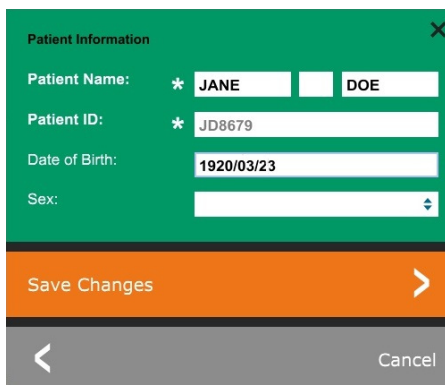 Patient Information
Patient Name: * JANE DOE
Patient ID: * JD8679
Date of Birth: 1920/03/23
Sex:
Save Changes
Cancel